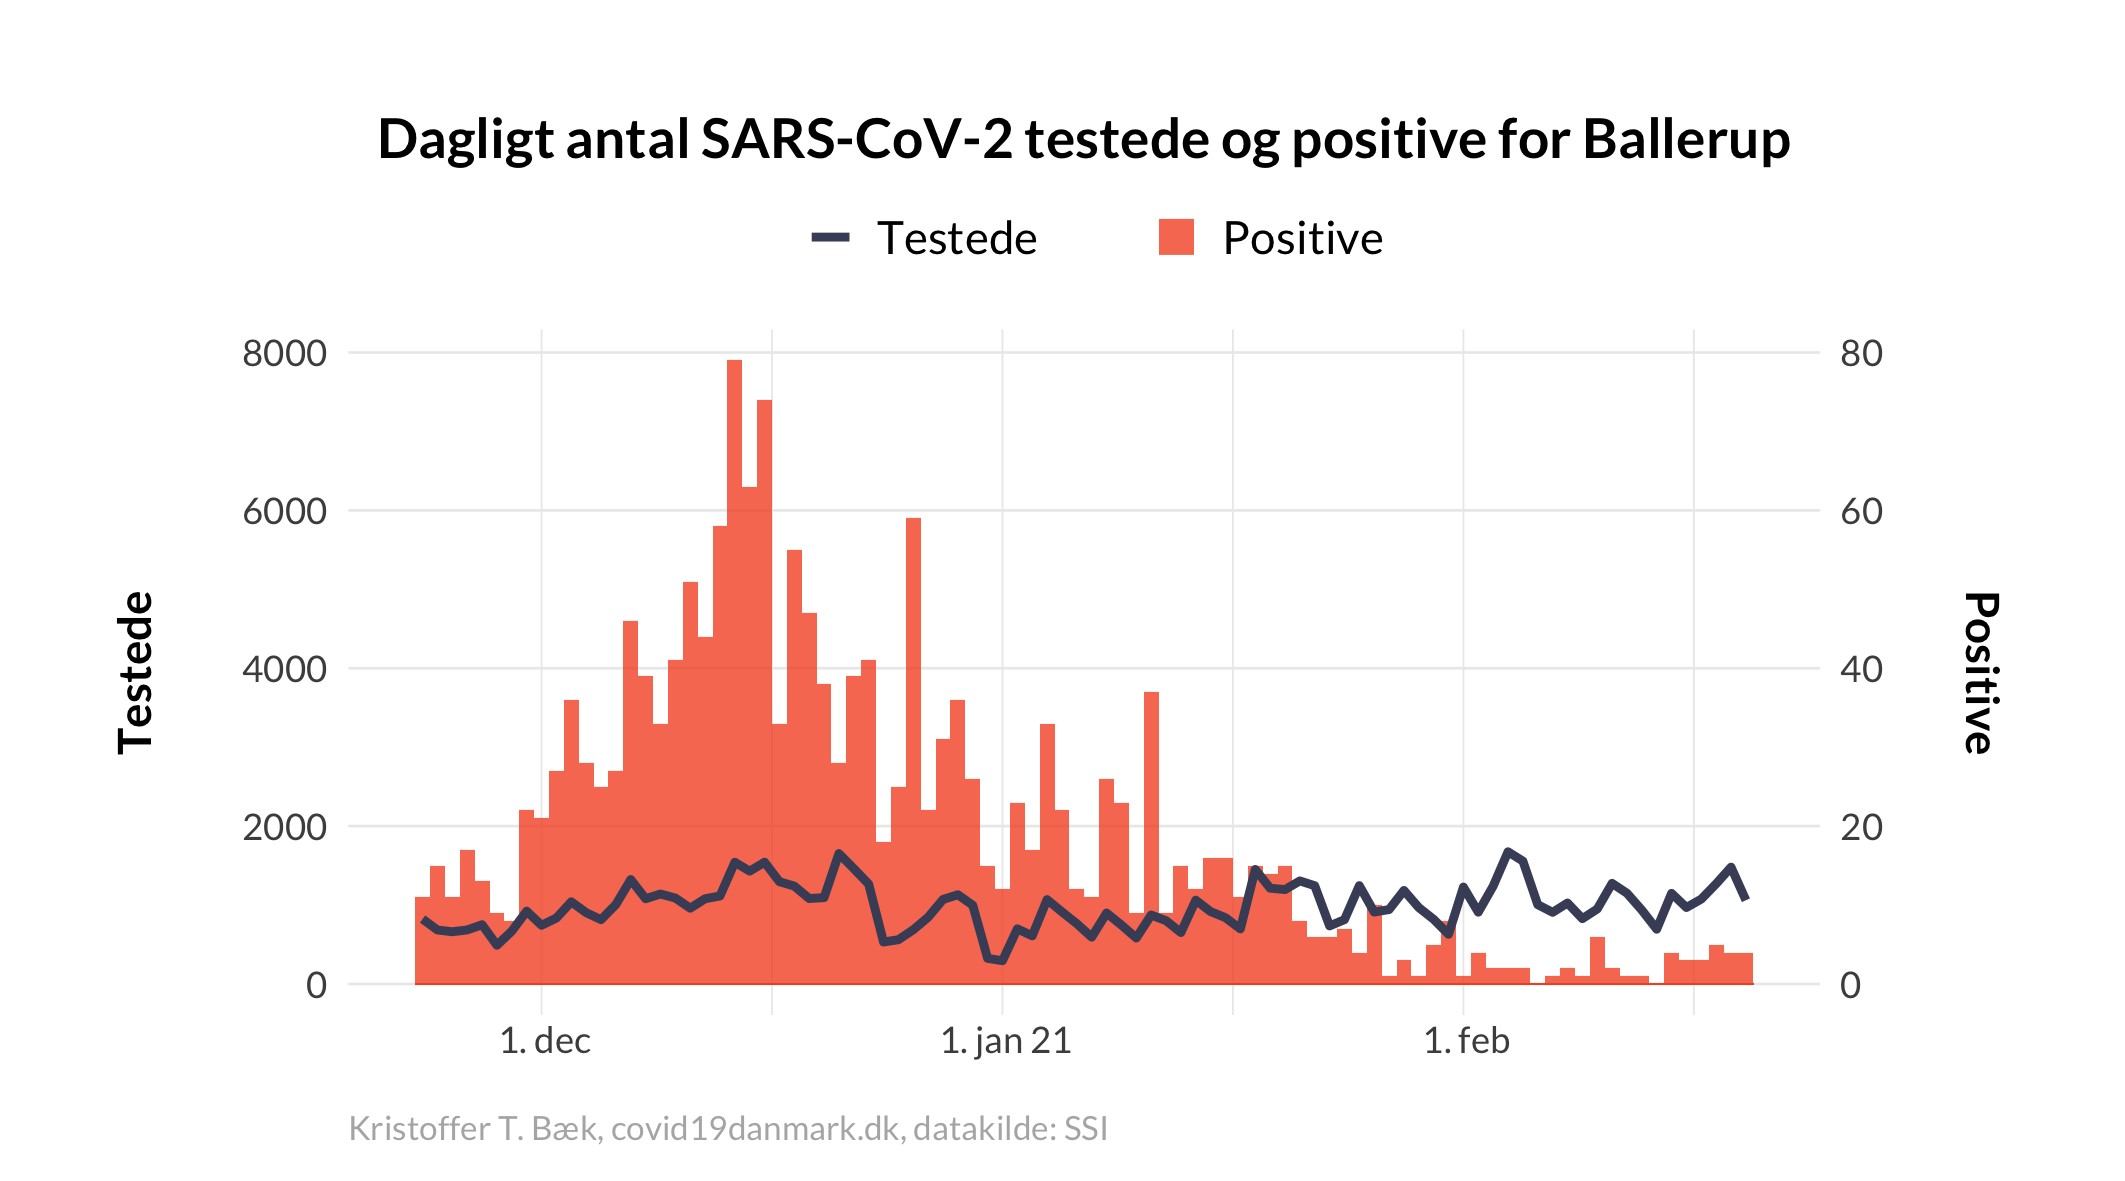 Dagligt antal SARS-CoV-2 testede og positive for Ballerup
Testede
Positive
8000
6000
4000
2000
0
Testede
80
60
40
20
0
Positive
1. dec
1. jan 21
1. feb
Kristoffer T. Bæk, covid19danmark.dk, datakilde: SSI